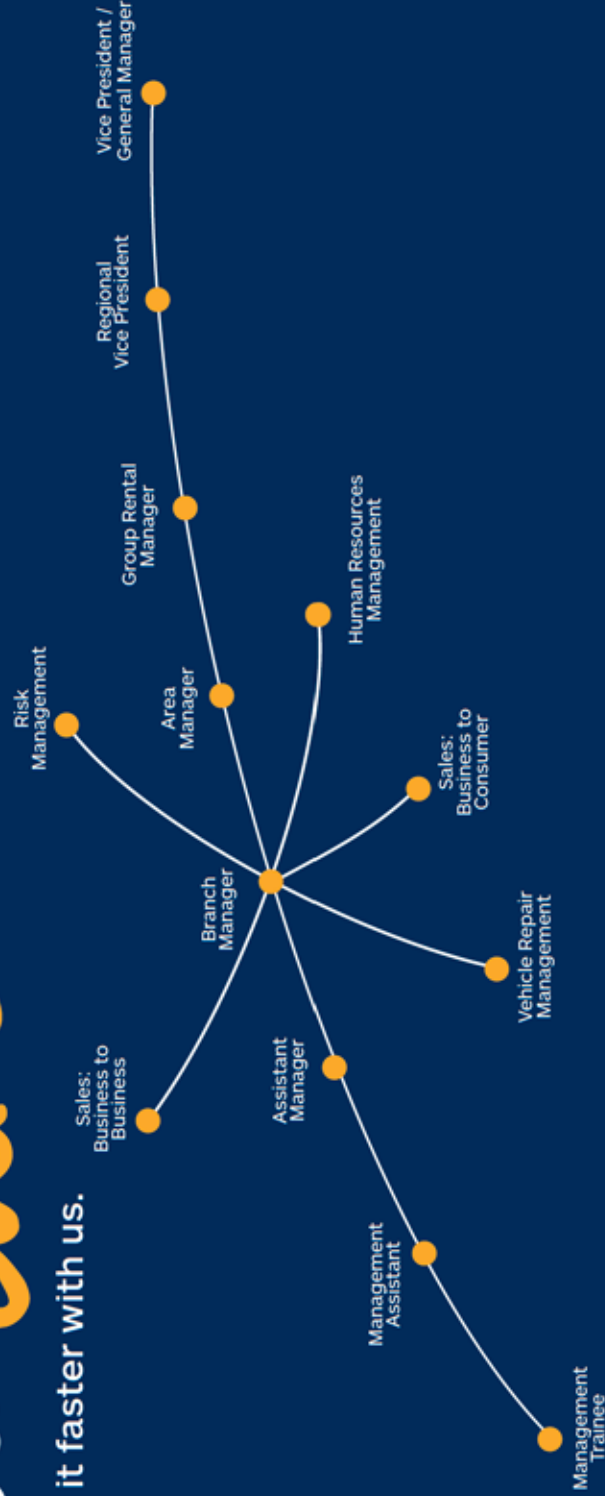 it faster with us.
Management
Trainee
Management
Assistant
Assistant
Manager
Sales:
Business to
Business
Branch
Manager
Vehicle Repair
Management
Sales:
Business to
Consumer
Human Resources
Management
Risk
Management
Area
Manager
Group Rental
Manager
Regional
Vice President
Vice President /
General Manager